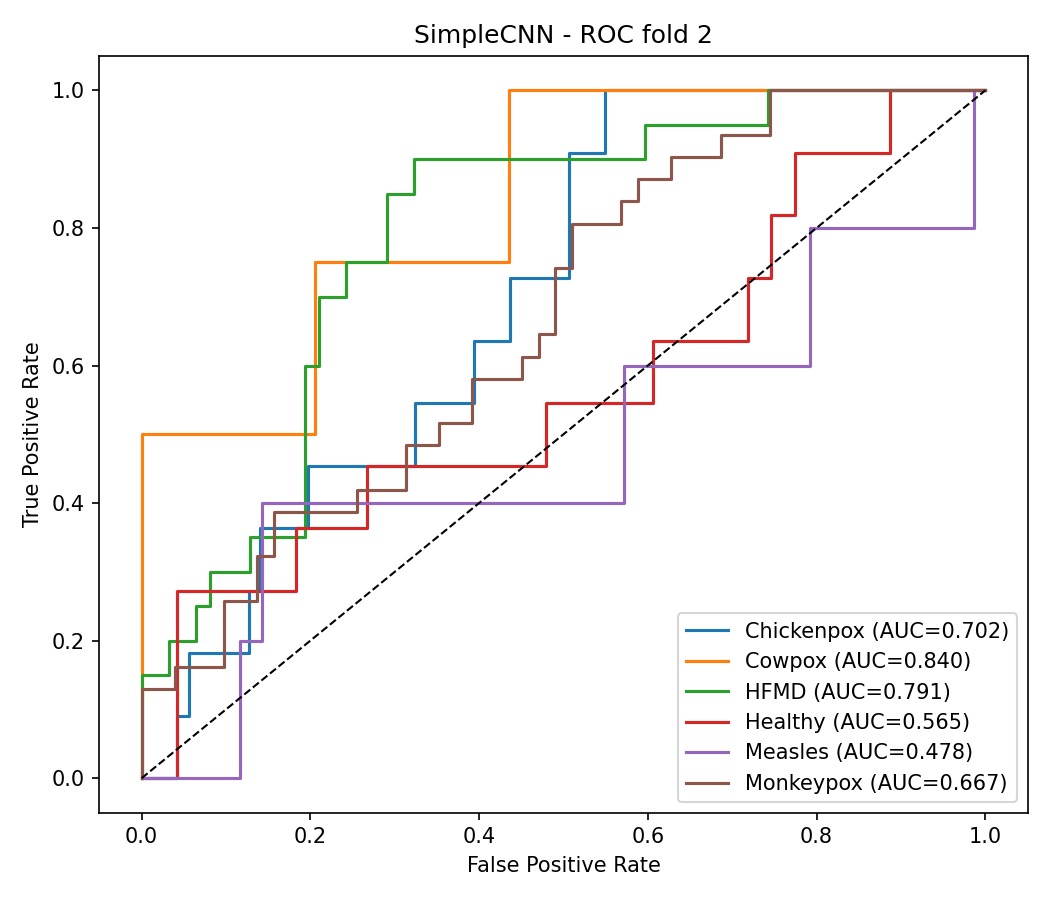 SimpleCNN - ROC fold 2
1.0
0.8
0.6
0.4
0.2
0.0
True Positive Rate
0.0 0.2 0.4 0.6 0.8 1.0
False Positive Rate
Chickenpox (AUC=0.702)
Cowpox (AUC=0.840)
HFMD (AUC=0.791)
Healthy (AUC=0.565)
Measles (AUC=0.478)
Monkeypox (AUC=0.667)